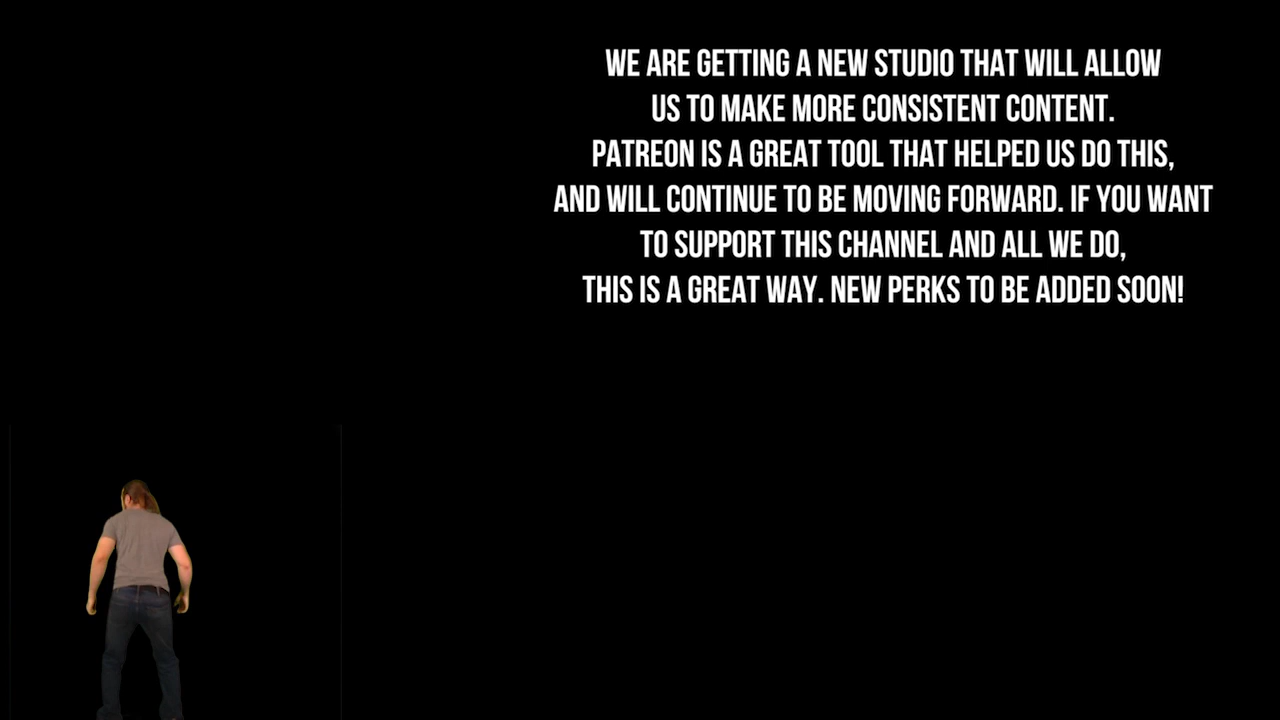 WE ARE GETTING A NEW STUDIO THAT WILL ALLOW
US TO MAKE MORE CONSISTENT CONTENT.
PATREON IS A GREAT TOOL THAT HELPED US DO THIS,
AND WILL CONTINUE TO BE MOVING FORWARD. IF YOU WANT
TO SUPPORT THIS CHANNEL AND ALL WE DO,
THIS IS A GREAT WAY. NEW PERKS TO BE ADDED SOON!